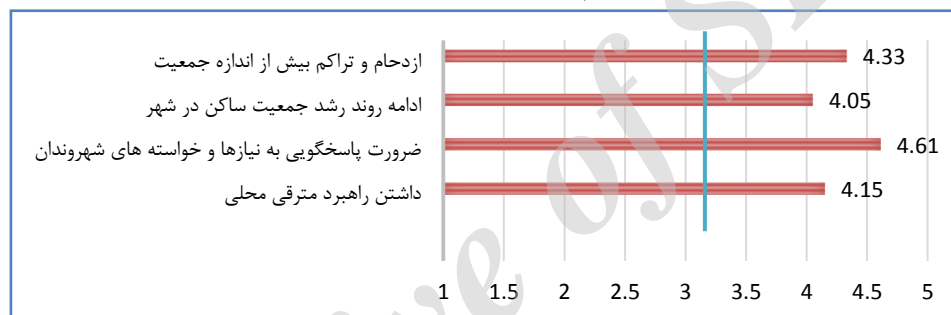 ازدحام و تراکم بیش از اندازه جمعیت 4.33
ادامه روند رشد جمعیت ساکن در شهر 4.05
ضرورت پاسخگویی به نیازها و خواسته های شهروندان 4.61
داشتن راهبرد مترقی محلی 4.15
1 1.5 2 2.5 3 3.5 4 4.5 5
ive of S